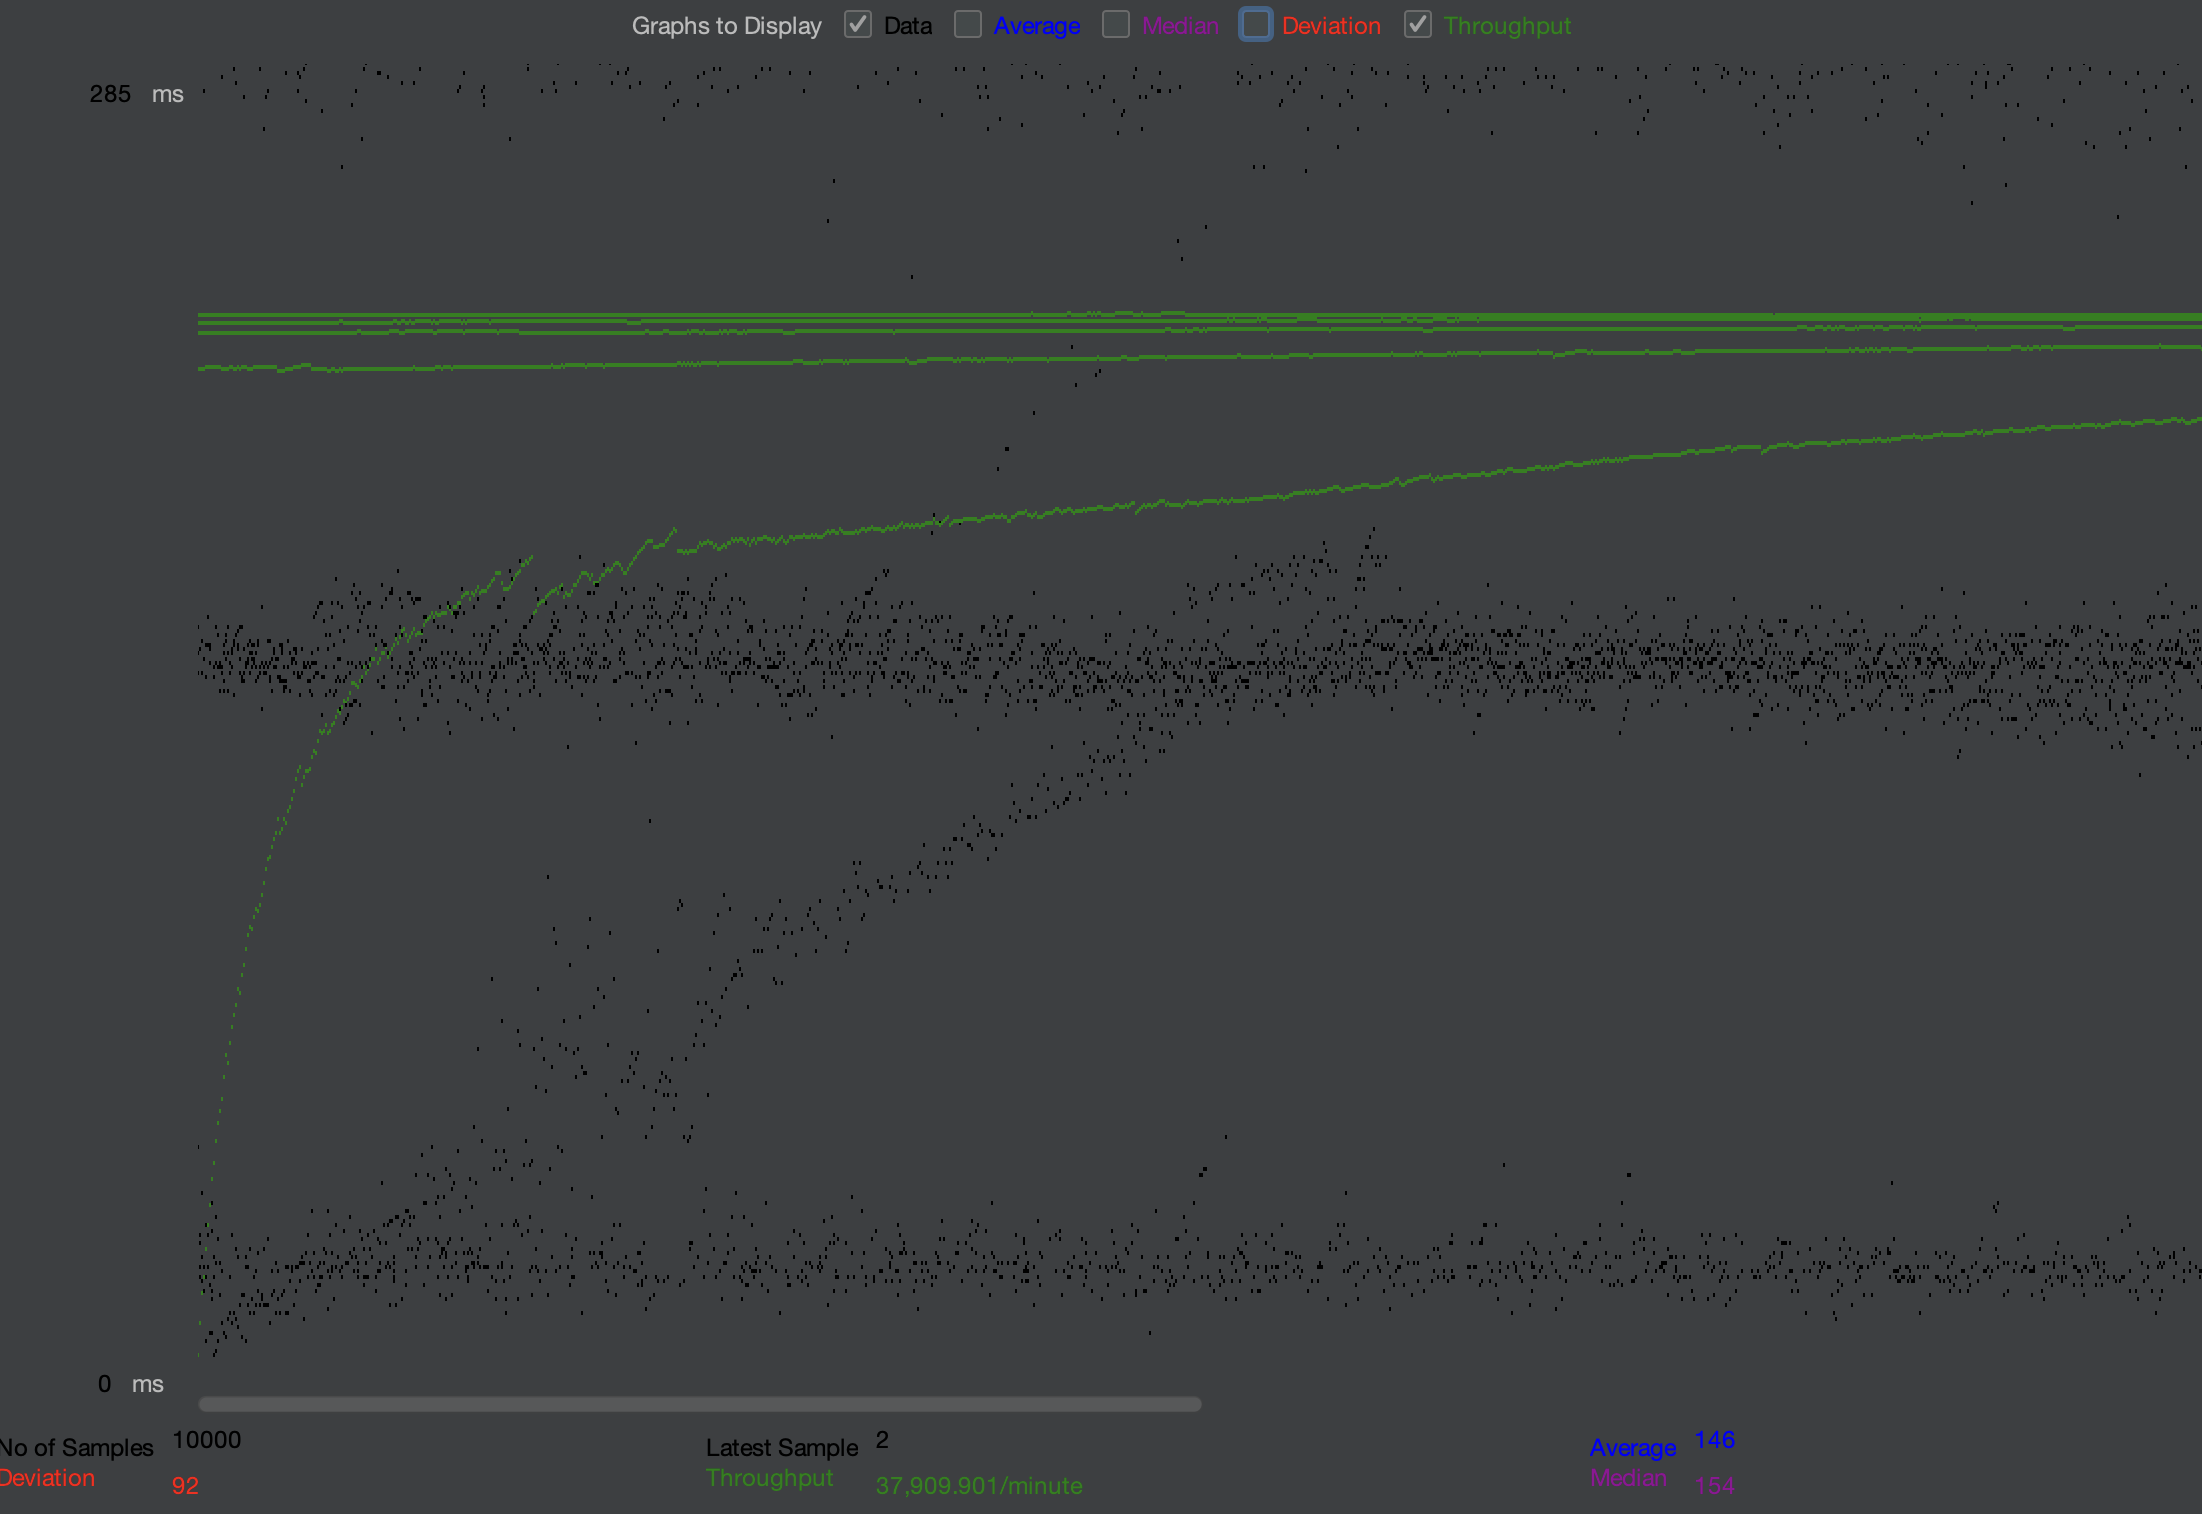 Graphs to Display Data Average Median Deviation Throughput
285 ms
0 ms
No of Samples 10000 Latest Sample 2 Average 146
Deviation 92 Throughput 37,909.901/minute Median 154